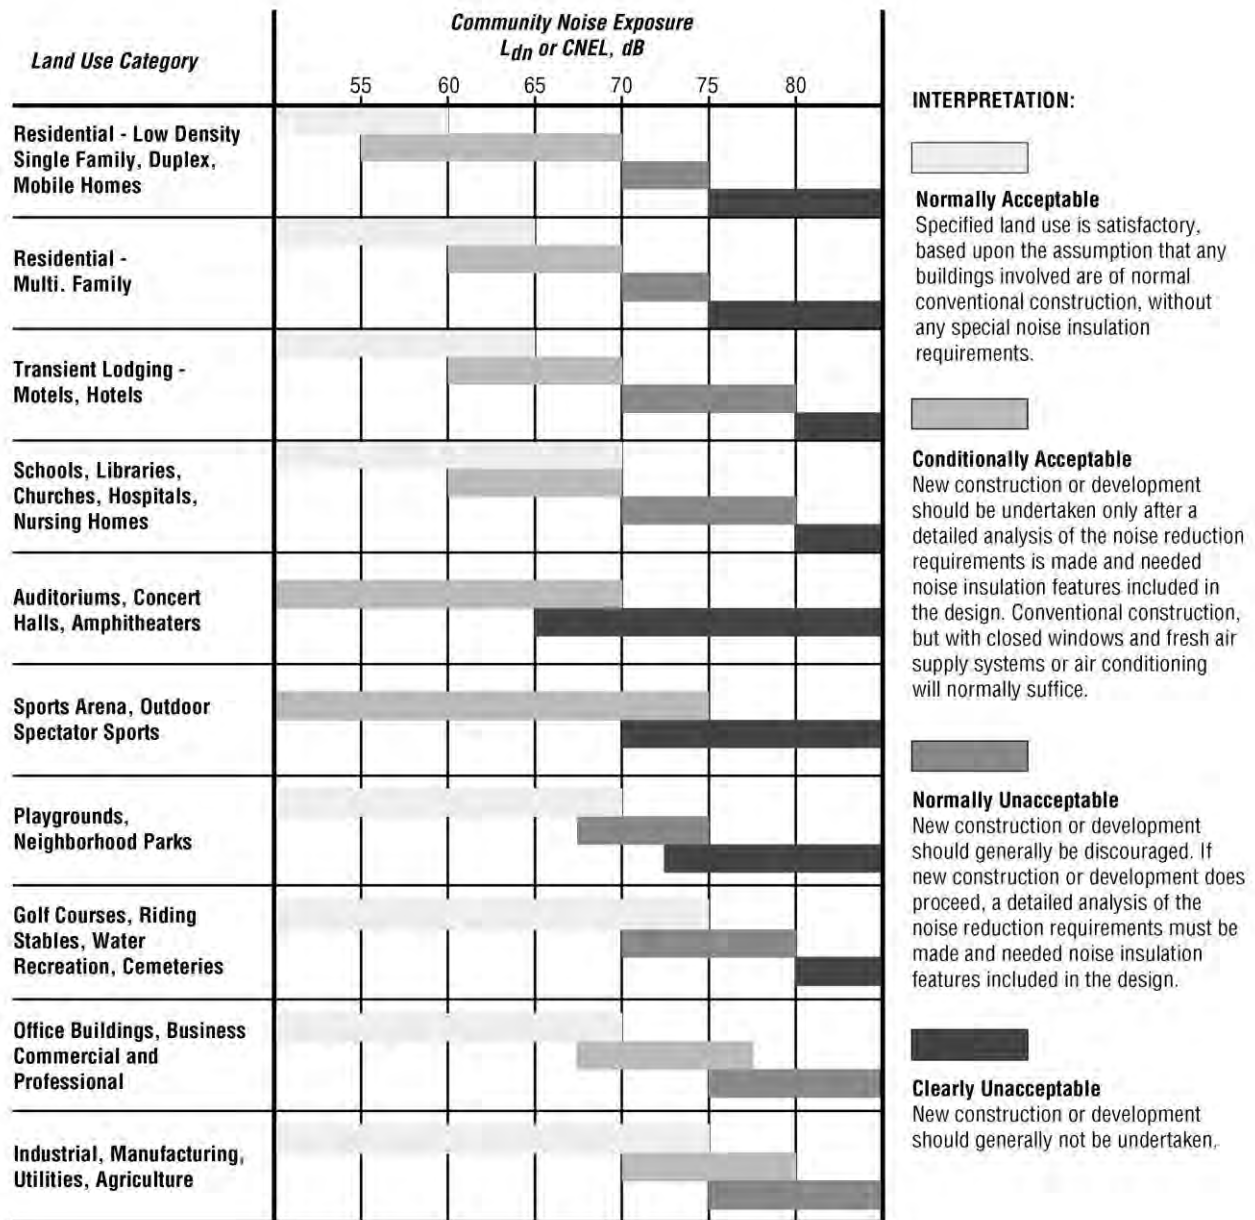 Community Noise Exposure
Ldn or CNEL, dB
Land Use Category
55 60 65 70 75 80
Residential - Low Density
Single Family, Duplex,
Mobile Homes
Residential -
Multi. Family
Transient Lodging -
Motels, Hotels
Schools, Libraries,
Churches, Hospitals,
Nursing Homes
Auditoriums, Concert
Halls, Amphitheaters
Sports Arena, Outdoor
Spectator Sports
Playgrounds,
Neighborhood Parks
Golf Courses, Riding
Stables, Water
Recreation, Cemeteries
Office Buildings, Business
Commercial and
Professional
Industrial, Manufacturing,
Utilities, Agriculture
INTERPRETATION:
Normally Acceptable
Specified land use is satisfactory,
based upon the assumption that any
buildings involved are of normal
conventional construction, without
any special noise insulation
requirements.
Conditionally Acceptable
New construction or development
should be undertaken only after a
detailed analysis of the noise reduction
requirements is made and needed
noise insulation features included in
the design. Conventional construction,
but with closed windows and fresh air
supply systems or air conditioning
will normally suffice.
Normally Unacceptable
New construction or development
should generally be discouraged. If
new construction or development does
proceed, a detailed analysis of the
noise reduction requirements must be
made and needed noise insulation
features included in the design.
Clearly Unacceptable
New construction or development
should generally not be undertaken.